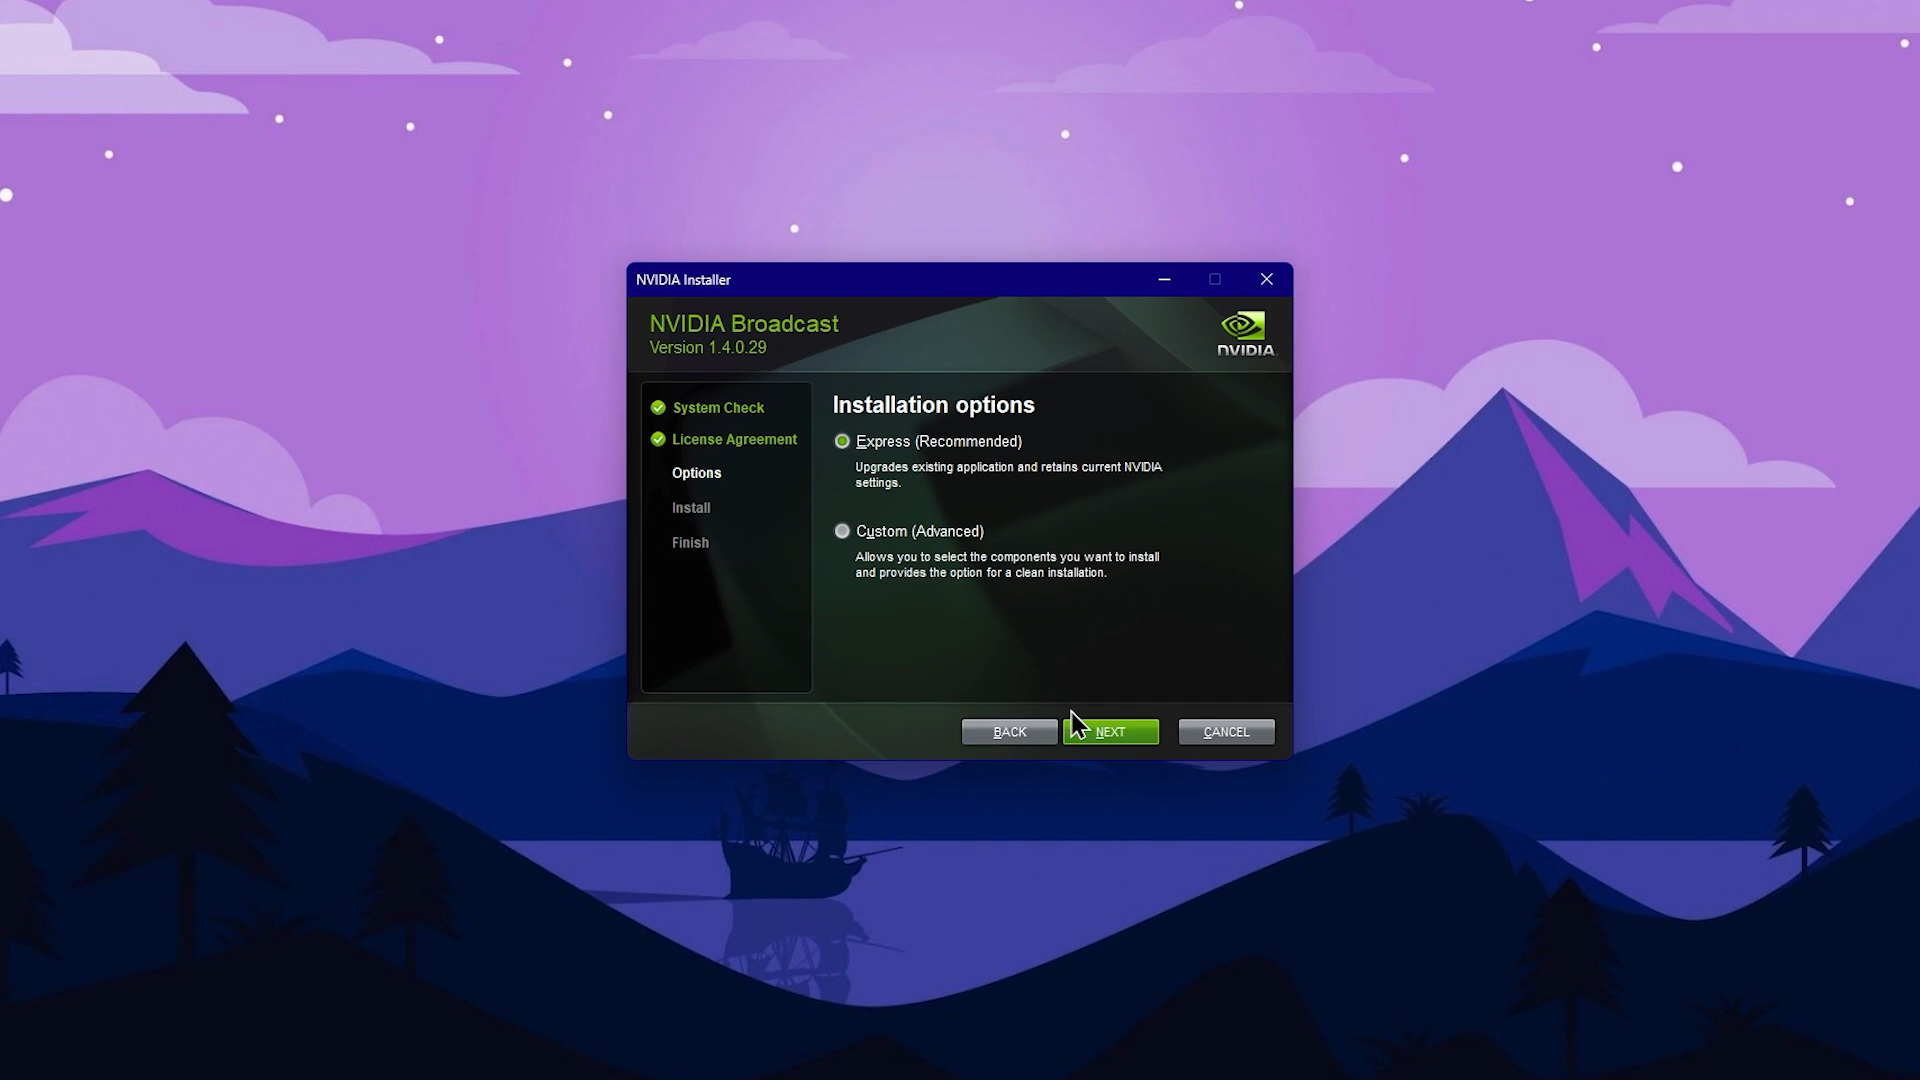 NVIDIA Installer
NVIDIA Broadcast
Version 1.4.0.29
NVIDIA
System Check
License Agreement
Options
Install
Finish
Installation options
Express (Recommended)
Upgrades existing application and retains current NVIDIA
settings.
Custom (Advanced)
Allows you to select the components you want to install
and provides the option for a clean installation.
BACK
NEXT
CANCEL